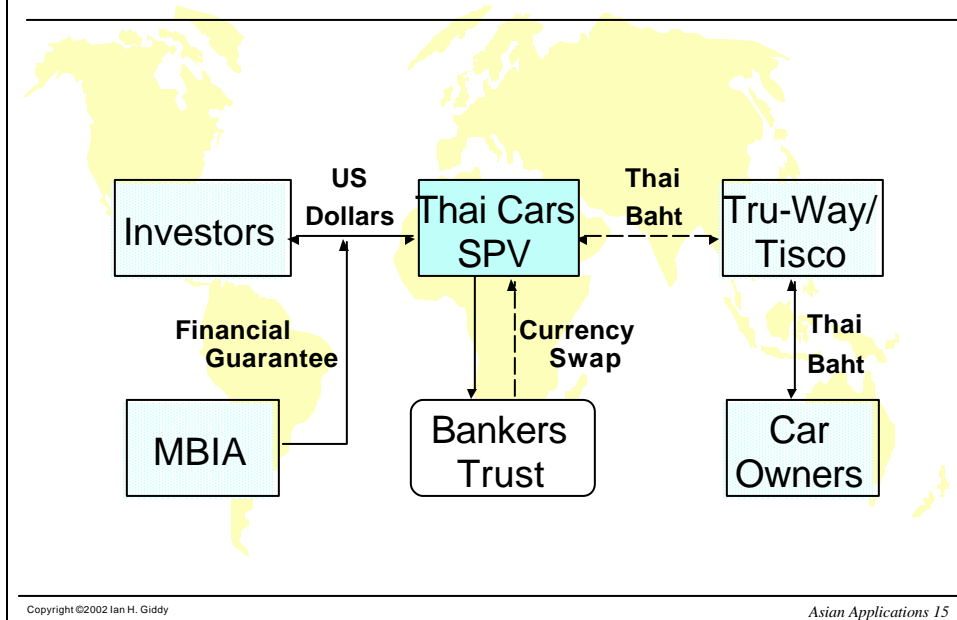 US
Dollars
Thai
Baht
Investors
Thai Cars
SPV
Tru-Way/
Tisco
Financial
Guarantee
Currency
Swap
Thai
Baht
MBIA
Bankers
Trust
Car
Owners
Copyright ©2002 Ian H. Giddy
Asian Applications 15